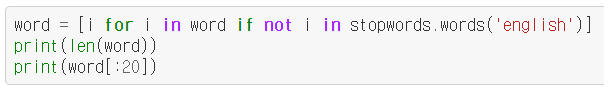 word = [i for i in word if not i in stopwords.words('english')]
print(len(word))
print(word[:20])